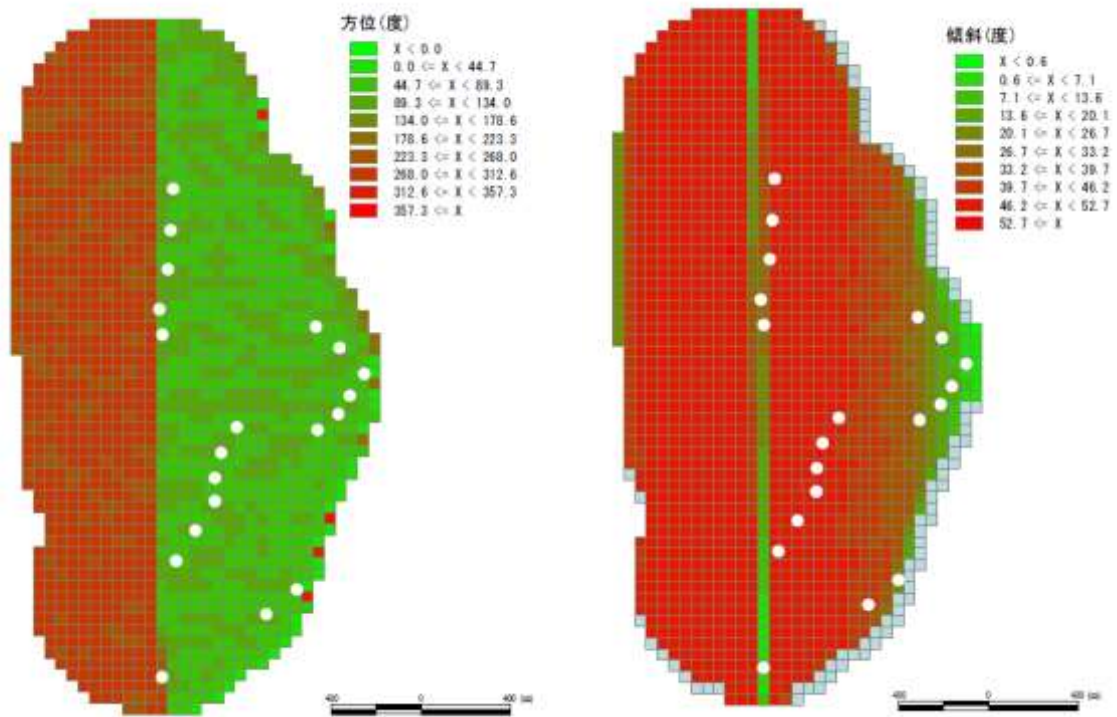 方位(度)
X < 0.0
0.0 <= X < 44.7
44.7 <= X < 89.3
89.3 <= X < 134.0
134.0 <= X < 178.6
178.6 <= X < 223.3
223.3 <= X < 268.0
268.0 <= X < 312.6
312.6 <= X < 357.3
357.3 <= X
400 0 400
傾斜(度)
X < 0.6
0.6 <= X < 7.1
7.1 <= X < 13.6
13.6 <= X < 20.1
20.1 <= X < 26.7
26.7 <= X < 33.2
33.2 <= X < 39.7
39.7 <= X < 46.2
46.2 <= X < 52.7
52.7 <= X
400 0 400